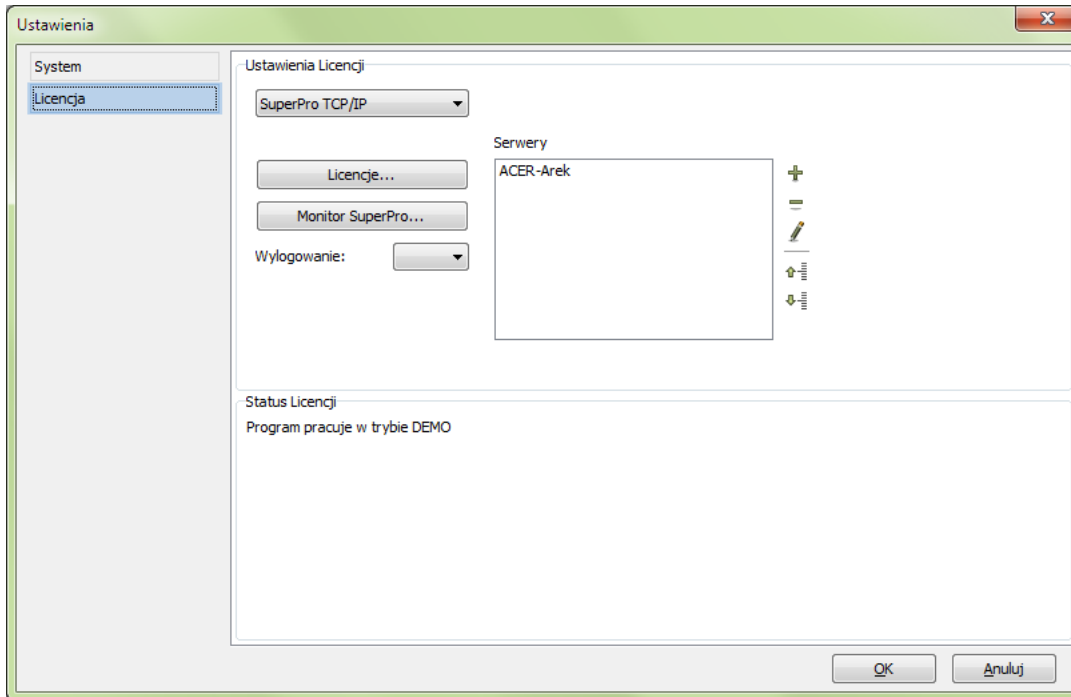 Ustawienia
System
Licencja
Ustawienia Licencji
SuperPro TCP/IP
Serwery
Licencje...
ACER-Arek
Monitor SuperPro...
Wylogowanie:
Status Licencji
Program pracuje w trybie DEMO
OK
Anuluj